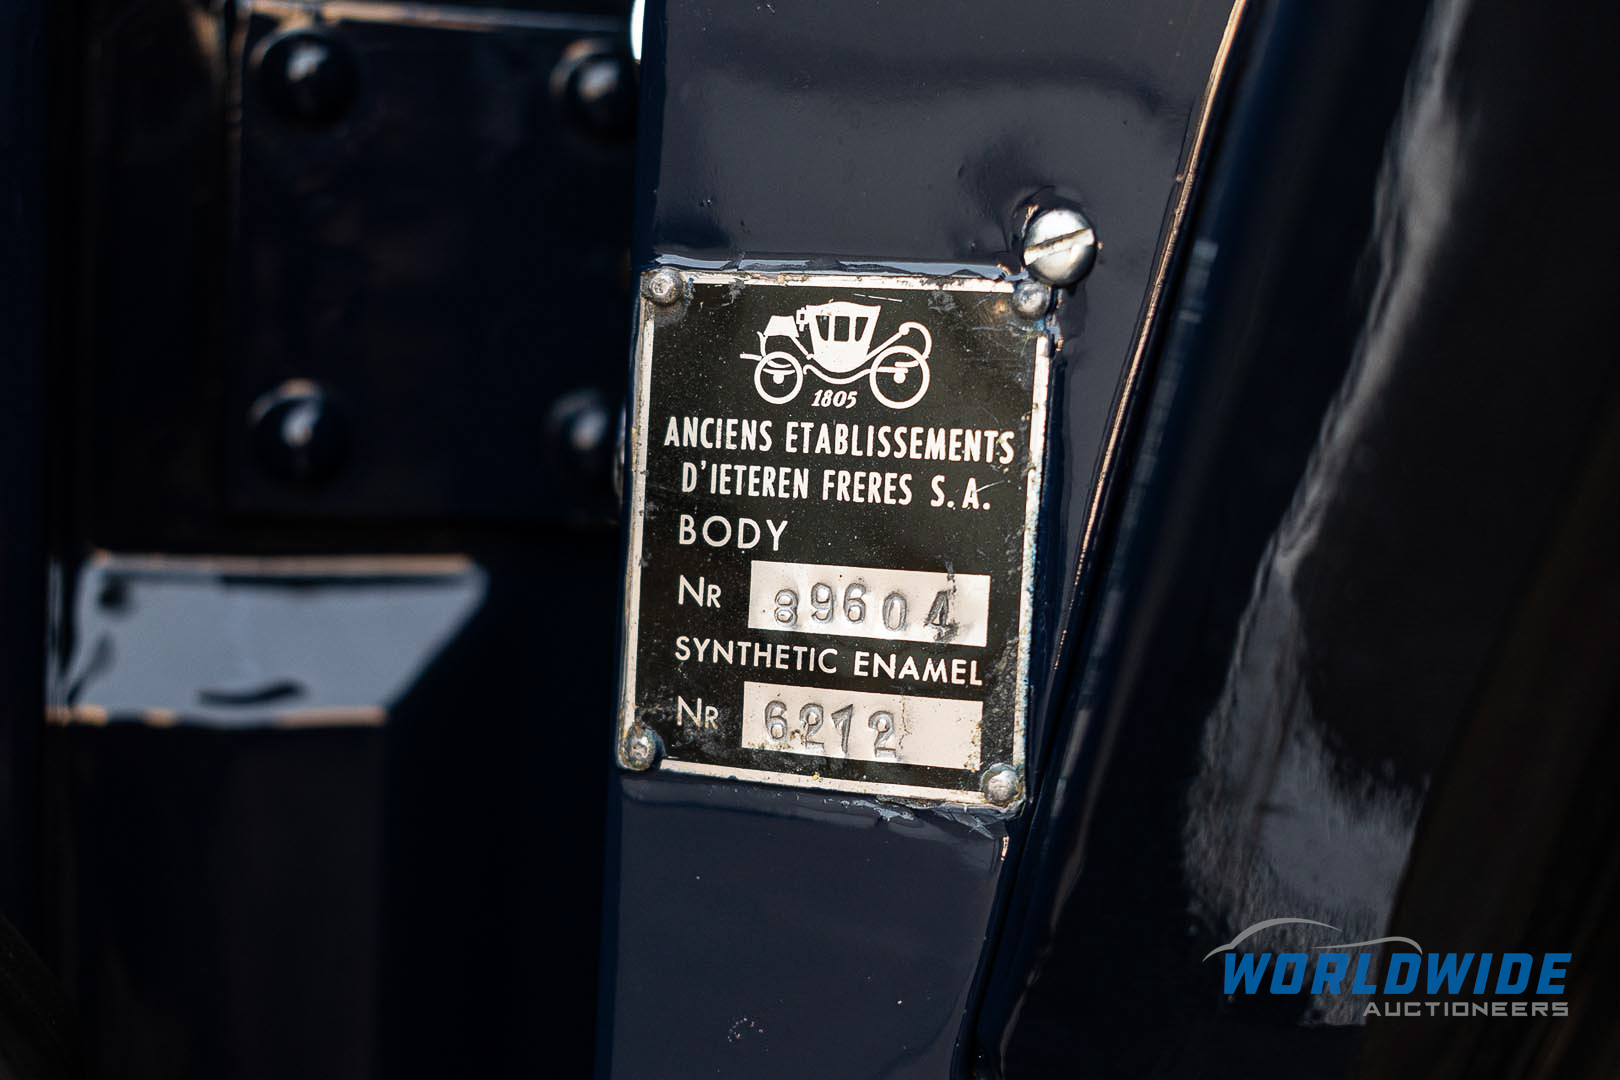 1805
ANCIENS ETABLISSEMENTS
D'IETEREN FRERES S.A.
BODY
NR 89604
SYNTHETIC ENAMEL
NR 6212
WORLDWIDE
AUCTIONEERS